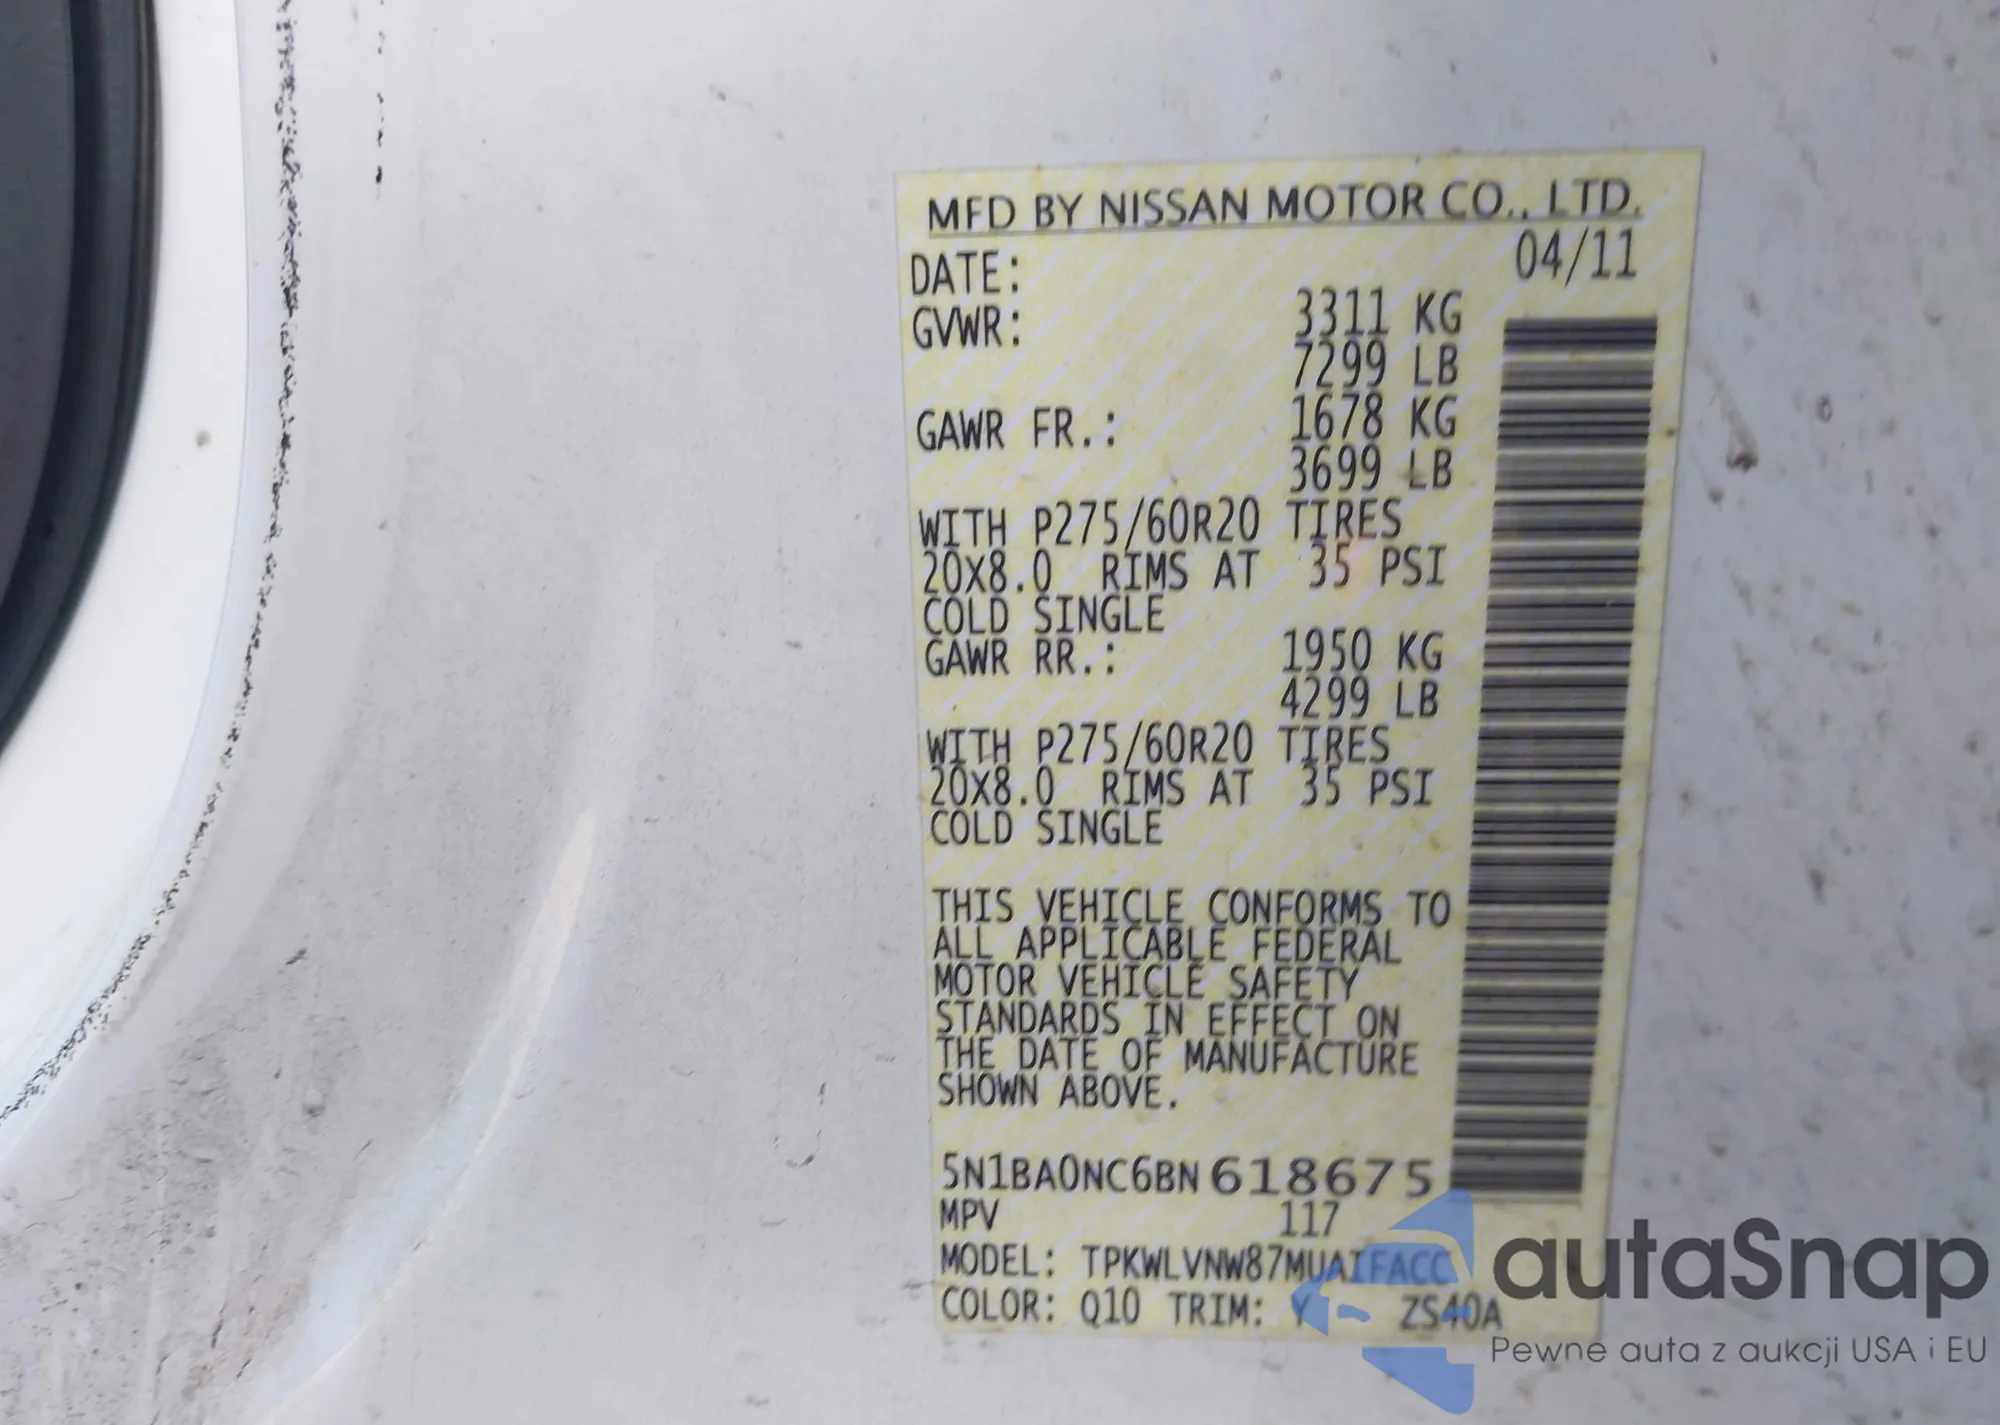 MFD BY NISSAN MOTOR CO., LTD.
DATE: 04/11
GVWR: 3311 KG
7299 LB
GAWR FR.: 1678 KG
3699 LB
WITH P275/60R20 TIRES
20X8.0 RIMS AT 35 PSI
COLD SINGLE
GAWR RR.: 1950 KG
4299 LB
WITH P275/60R20 TIRES
20X8.0 RIMS AT 35 PSI
COLD SINGLE
THIS VEHICLE CONFORMS TO
ALL APPLICABLE FEDERAL
MOTOR VEHICLE SAFETY
STANDARDS IN EFFECT ON
THE DATE OF MANUFACTURE
SHOWN ABOVE.
5N1BA0NC6BN618675
MPV 117
MODEL: TPKWLVNW87MUAIFACC
COLOR: Q10 TRIM: Y ZS40A
autaSnap
Pewne auta z aukcji USA i EU